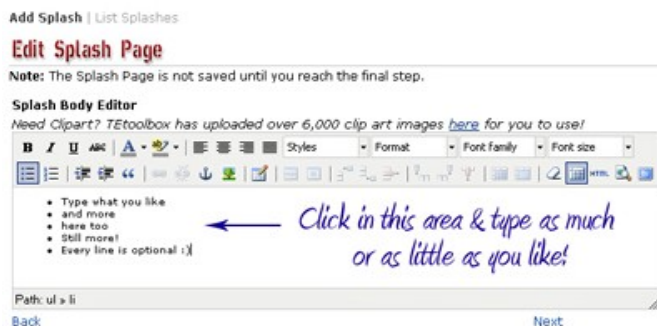 Add Splash | List Splashes
Edit Splash Page
Note: The Splash Page is not saved until you reach the final step.
Splash Body Editor
Need Clipart? TEtoolbox has uploaded over 6,000 clip art images here for you to use!
B I U ABC A ab Styles Format Font family Font size
HTML
• Type what you like
• and more
• here too
• Still more!
• Every line is optional :)
Click in this area & type as much
or as little as you like!
Path: ul » li
Back Next